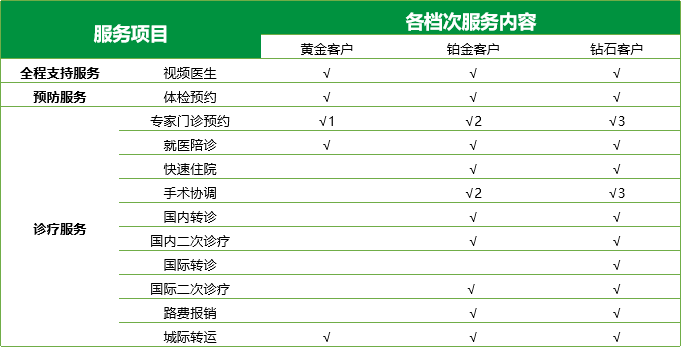 服务项目 各档次服务内容
黄金客户 铂金客户 钻石客户
全程支持服务 视频医生 √ √ √
预防服务 体检预约 √ √ √
诊疗服务 专家门诊预约 √1 √2 √3
就医陪诊 √ √ √
快速住院 √ √
手术协调 √2 √3
国内转诊 √ √
国内二次诊疗 √ √
国际转诊 √
国际二次诊疗 √ √
路费报销 √ √
城际转运 √ √ √